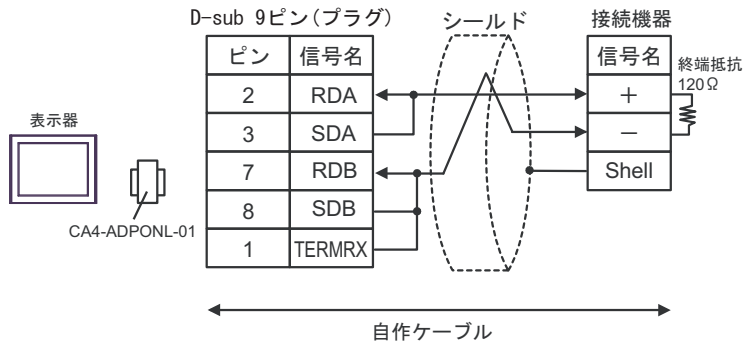 D-sub 9ピン(プラグ)
シールド
接続機器
ピン 信号名
2 RDA
3 SDA
7 RDB
8 SDB
1 TERMRX
信号名
+
−
Shell
終端抵抗
120Ω
表示器
CA4-ADPONL-01
自作ケーブル